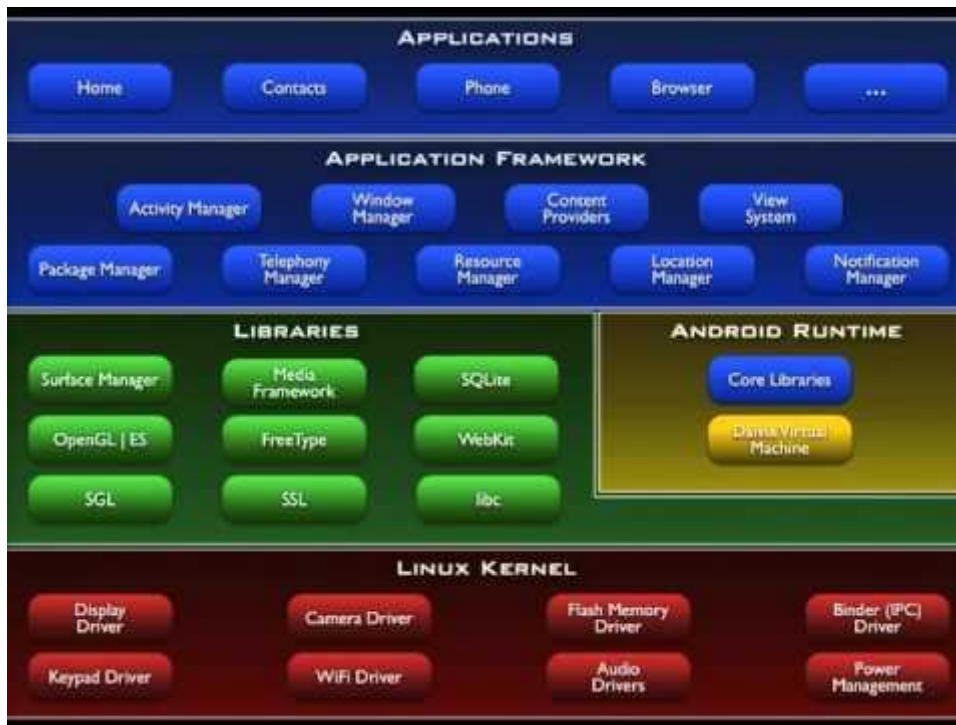 APPLICATIONS
Home
Contacts
Phone
Browser
...
APPLICATION FRAMEWORK
Activity Manager
Window
Manager
Content
Providers
View
System
Package Manager
Telephony
Manager
Resource
Manager
Location
Manager
Notification
Manager
LIBRARIES
Surface Manager
Media
Framework
SQLite
OpenGL | ES
FreeType
WebKit
SGL
SSL
libc
ANDROID RUNTIME
Core Libraries
Dalvik Virtual
Machine
LINUX KERNEL
Display
Driver
Camera Driver
Flash Memory
Driver
Binder (IPC)
Driver
Keypad Driver
WiFi Driver
Audio
Drivers
Power
Management